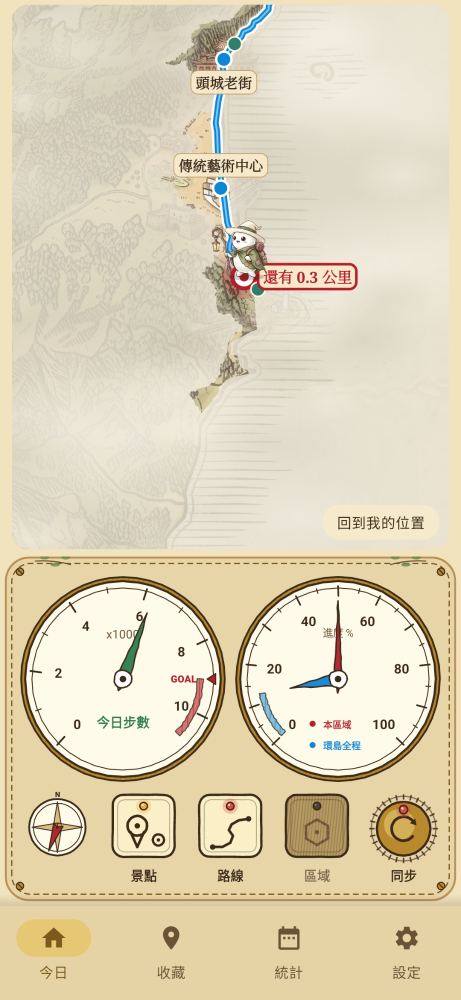 頭城老街
傳統藝術中心
還有 0.3 公里
回到我的位置
0
2
4
6
8
10
x1000
GOAL
今日步數
0
20
40
60
80
100
進度 %
本區域
環島全程
N
景點
路線
區域
同步
今日
收藏
統計
設定